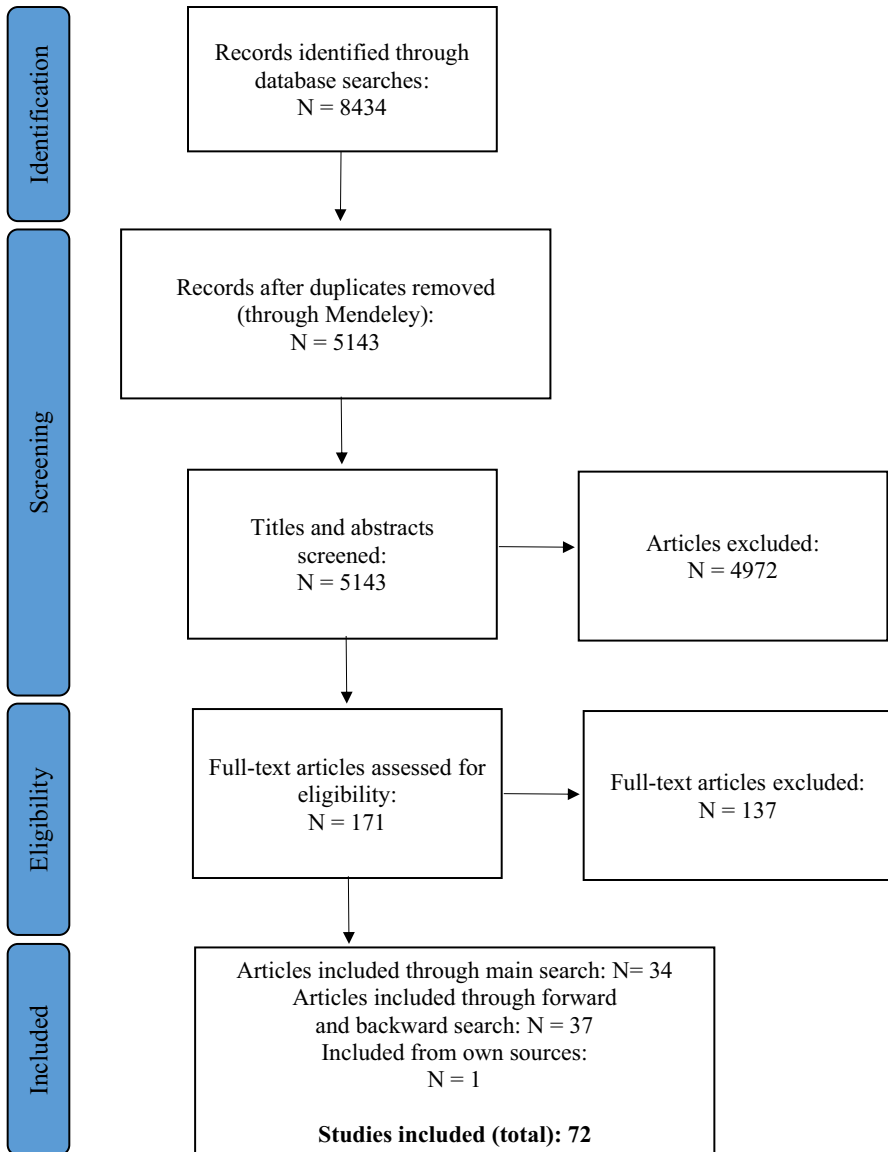 Identification
Records identified through
database searches:
N = 8434
Screening
Records after duplicates removed
(through Mendeley):
N = 5143
Titles and abstracts
screened:
N = 5143
Articles excluded:
N = 4972
Eligibility
Full-text articles assessed for
eligibility:
N = 171
Full-text articles excluded:
N = 137
Included
Articles included through main search: N= 34
Articles included through forward
and backward search: N = 37
Included from own sources:
N = 1
Studies included (total): 72